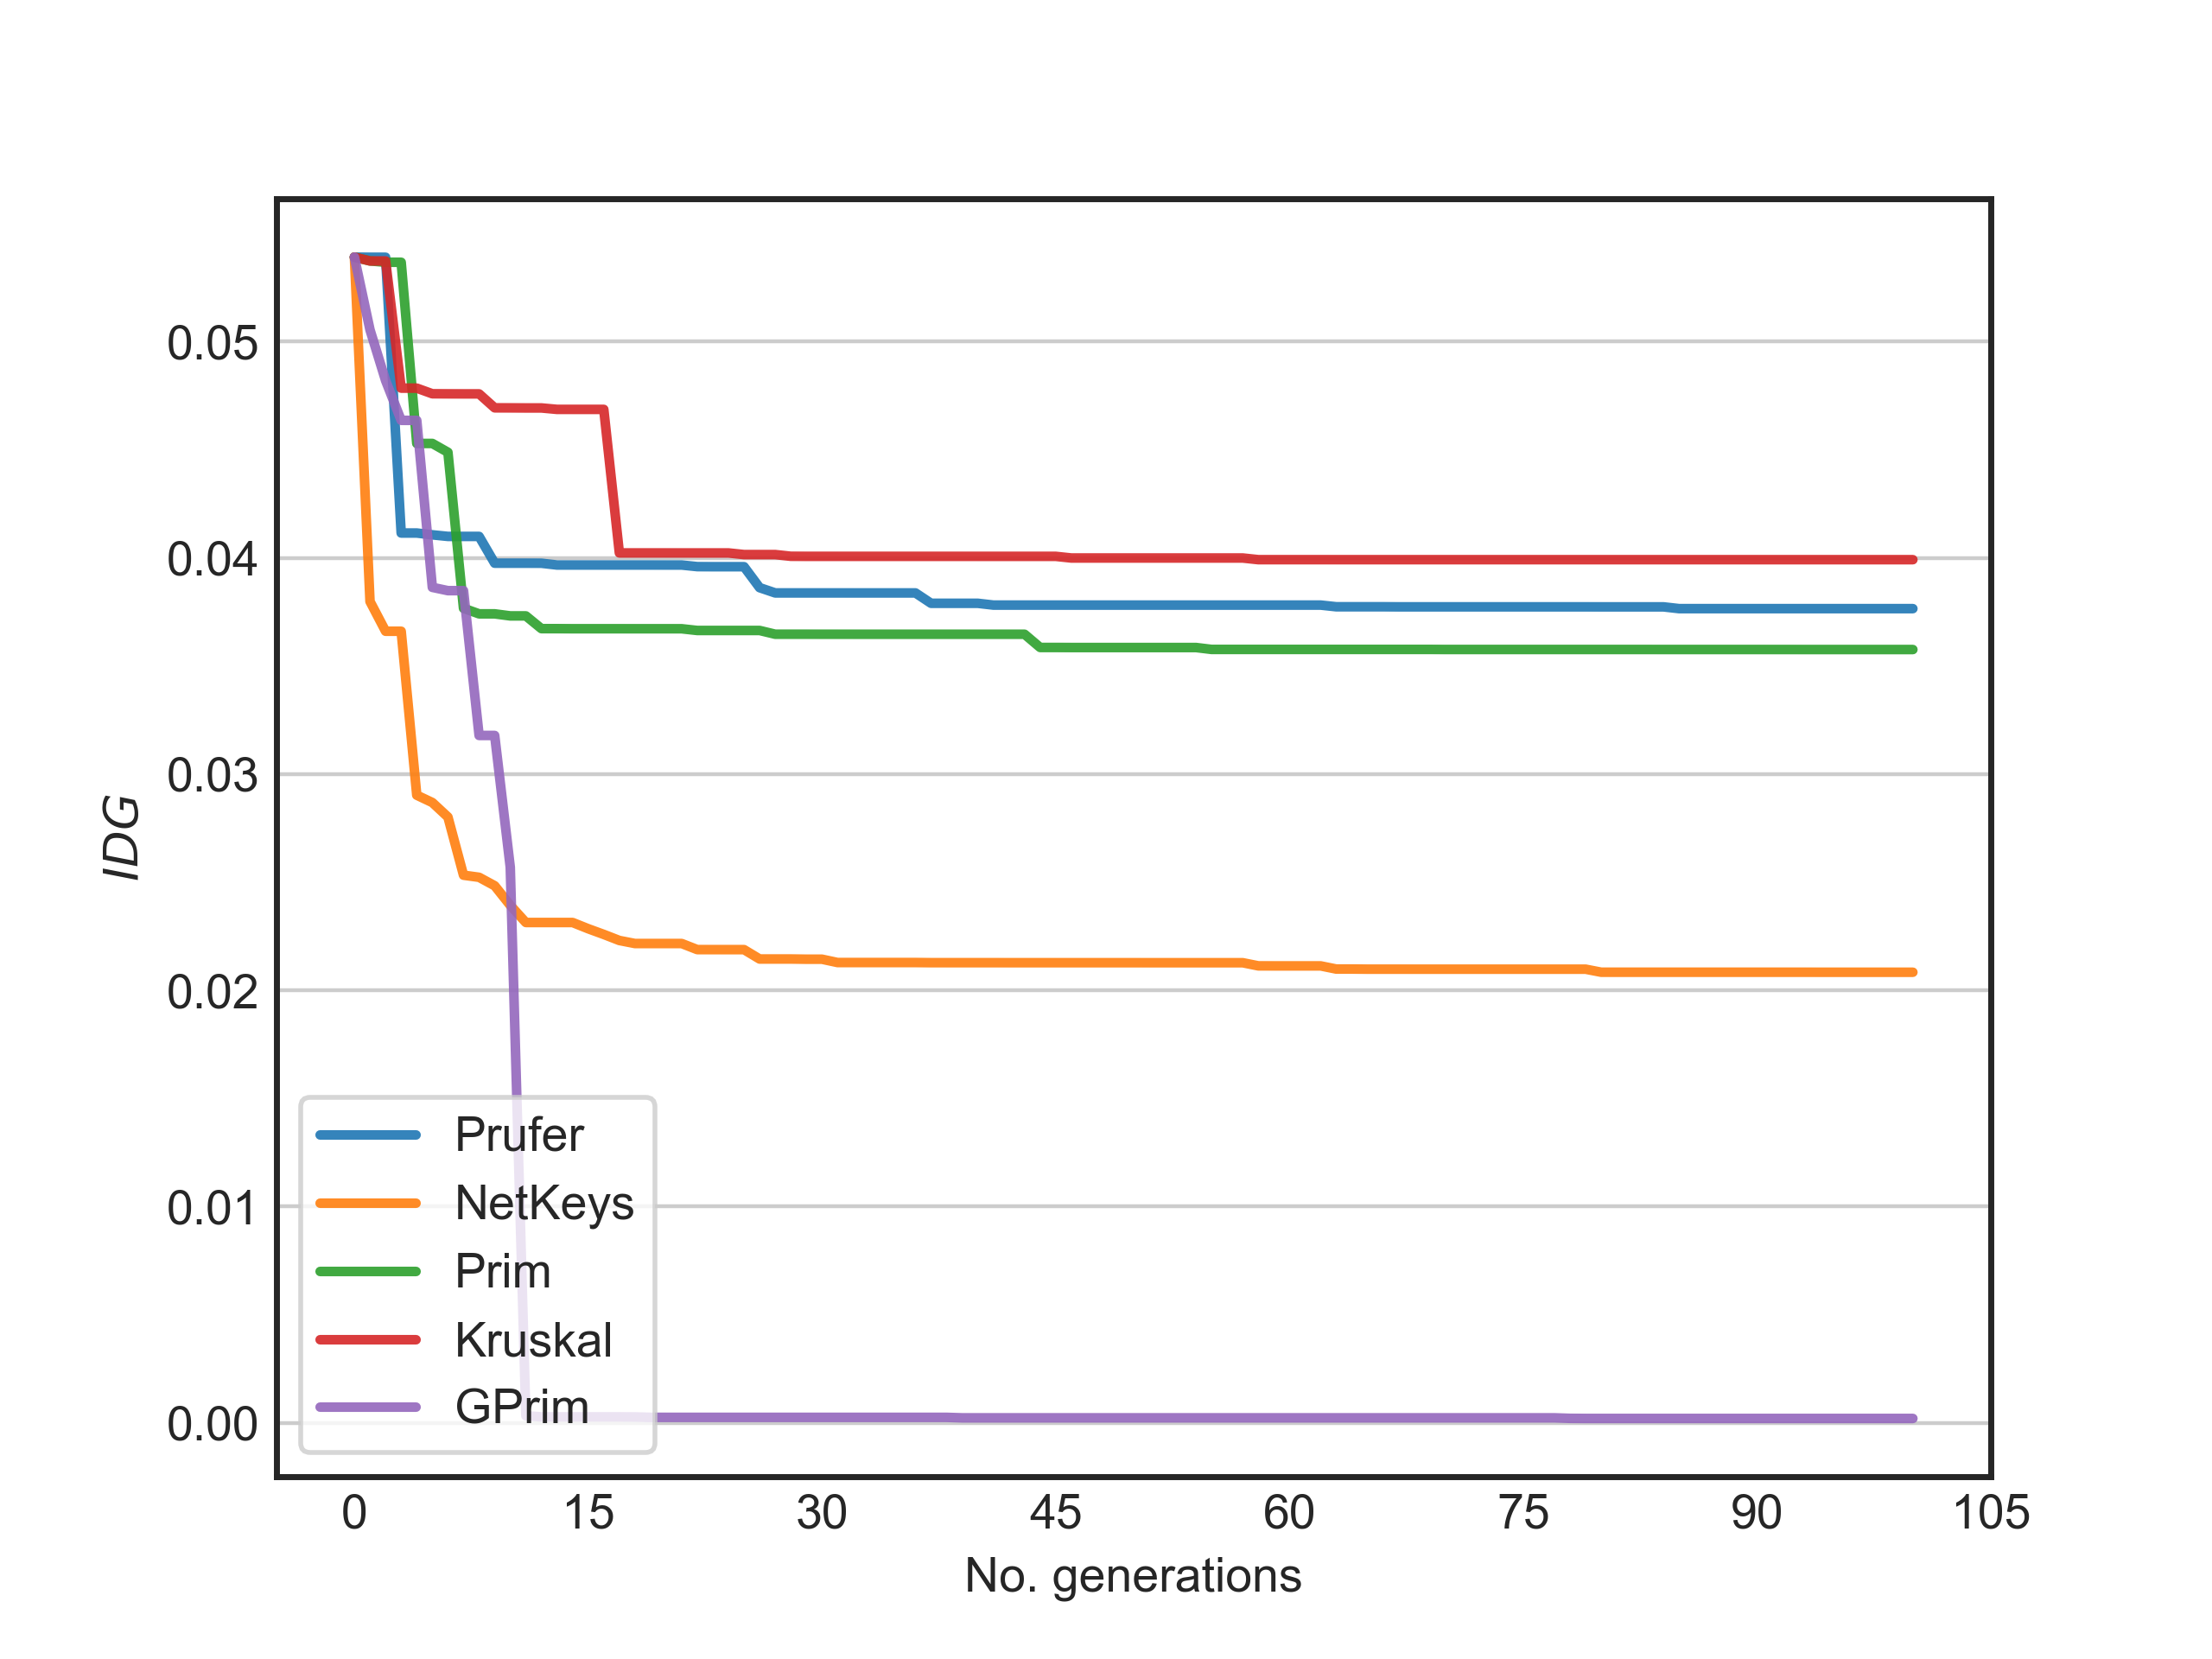 0.05
0.04
0.03
0.02
0.01
0.00
IDG
Prufer
NetKeys
Prim
Kruskal
GPrim
0 15 30 45 60 75 90 105
No. generations